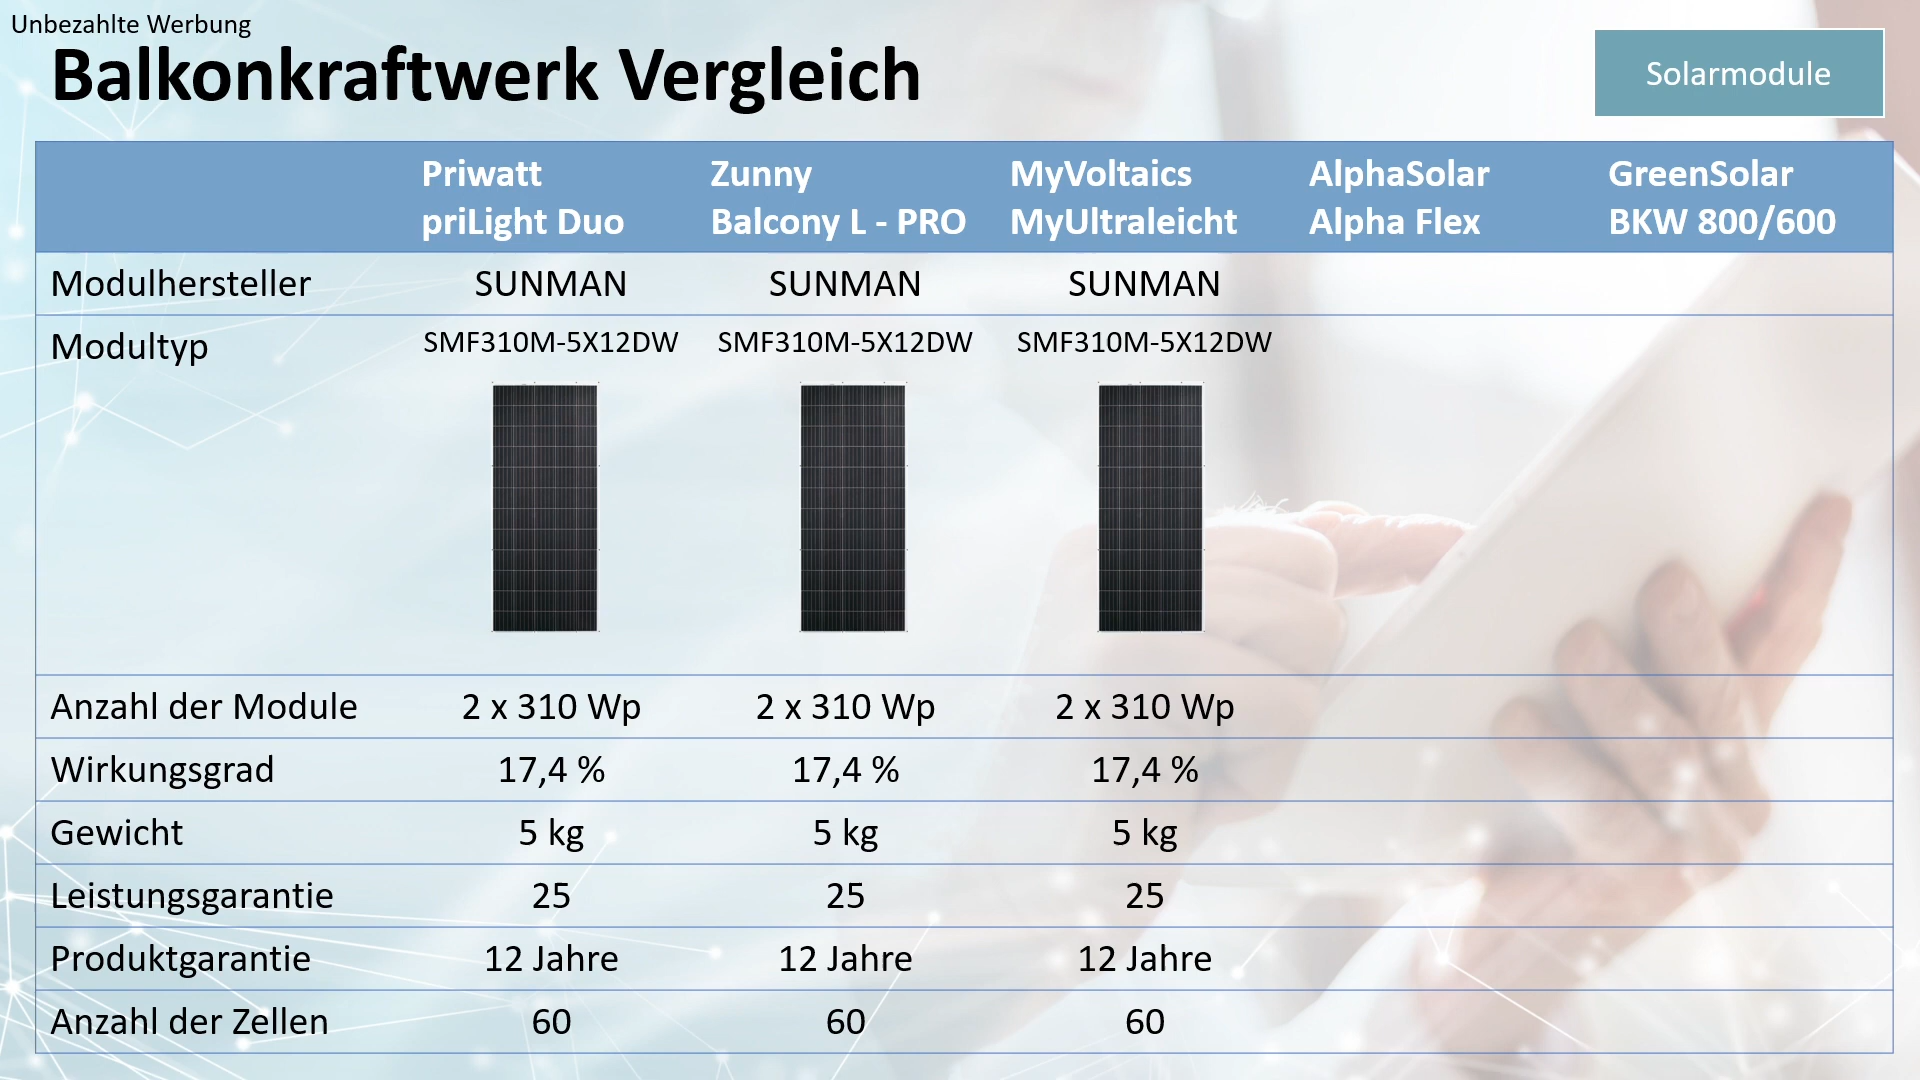 Unbezahlte Werbung
Balkonkraftwerk Vergleich
Solarmodule
Priwatt priLight Duo
Zunny Balcony L - PRO
MyVoltaics MyUltraleicht
AlphaSolar Alpha Flex
GreenSolar BKW 800/600
Modulhersteller SUNMAN SUNMAN SUNMAN
Modultyp SMF310M-5X12DW SMF310M-5X12DW SMF310M-5X12DW
Anzahl der Module 2 x 310 Wp 2 x 310 Wp 2 x 310 Wp
Wirkungsgrad 17,4 % 17,4 % 17,4 %
Gewicht 5 kg 5 kg 5 kg
Leistungsgarantie 25 25 25
Produktgarantie 12 Jahre 12 Jahre 12 Jahre
Anzahl der Zellen 60 60 60